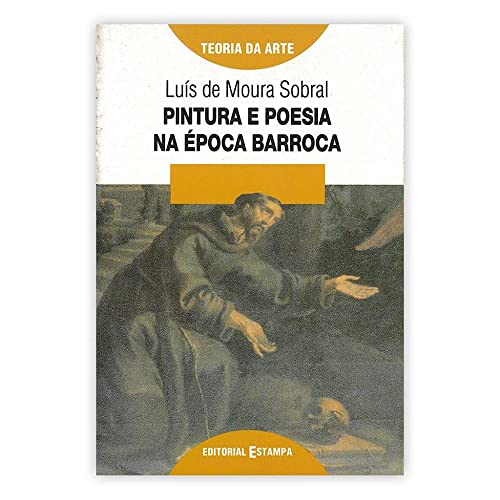 TEORIA DA ARTE
Luís de Moura Sobral
PINTURA E POESIA
NA ÉPOCA BARROCA
EDITORIAL ESTAMPA